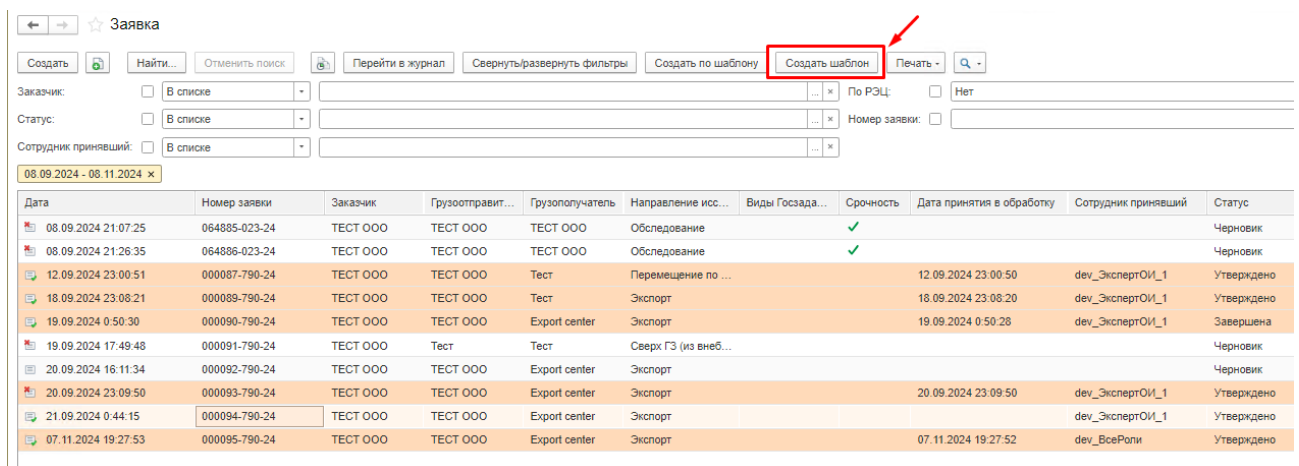 Заявка
Создать Найти... Отменить поиск Перейти в журнал Свернуть/развернуть фильтры Создать по шаблону Создать шаблон Печать
Заказчик: В списке ... × По РЭЦ: Нет
Статус: В списке ... × Номер заявки:
Сотрудник принявший: В списке ... ×
08.09.2024 - 08.11.2024 ×
Дата Номер заявки Заказчик Грузоотправит... Грузополучатель Направление исс... Виды Госзада... Срочность Дата принятия в обработку Сотрудник принявший Статус
08.09.2024 21:07:25 064885-023-24 ТЕСТ ООО ТЕСТ ООО ТЕСТ ООО Обследование ✓ Черновик
08.09.2024 21:26:35 064886-023-24 ТЕСТ ООО ТЕСТ ООО ТЕСТ ООО Обследование ✓ Черновик
12.09.2024 23:00:51 000087-790-24 ТЕСТ ООО ТЕСТ ООО Тест Перемещение по ... 12.09.2024 23:00:50 dev_ЭкспертОИ_1 Утверждено
18.09.2024 23:08:21 000089-790-24 ТЕСТ ООО ТЕСТ ООО Тест Экспорт 18.09.2024 23:08:20 dev_ЭкспертОИ_1 Утверждено
19.09.2024 0:50:30 000090-790-24 ТЕСТ ООО ТЕСТ ООО Export center Экспорт 19.09.2024 0:50:28 dev_ЭкспертОИ_1 Завершена
19.09.2024 17:49:48 000091-790-24 ТЕСТ ООО Тест Тест Сверх ГЗ (из внеб... Черновик
20.09.2024 16:11:34 000092-790-24 ТЕСТ ООО ТЕСТ ООО Export center Экспорт Черновик
20.09.2024 23:09:50 000093-790-24 ТЕСТ ООО ТЕСТ ООО Export center Экспорт 20.09.2024 23:09:50 dev_ЭкспертОИ_1 Утверждено
21.09.2024 0:44:15 000094-790-24 ТЕСТ ООО ТЕСТ ООО Export center Экспорт dev_ЭкспертОИ_1 Утверждено
07.11.2024 19:27:53 000095-790-24 ТЕСТ ООО ТЕСТ ООО Export center Экспорт 07.11.2024 19:27:52 dev_ВсеРоли Утверждено